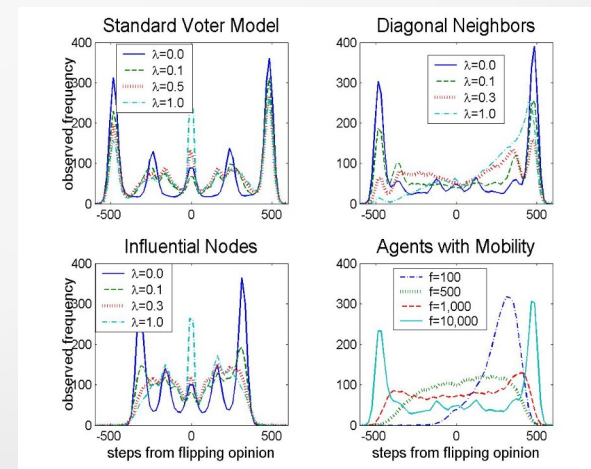 Standard Voter Model
400
300
200
100
0
observed frequency
-500
0
500
λ=0.0
λ=0.1
λ=0.5
λ=1.0
Diagonal Neighbors
400
300
200
100
0
-500
0
500
λ=0.0
λ=0.1
λ=0.3
λ=1.0
Influential Nodes
400
300
200
100
0
observed frequency
-500
0
500
steps from flipping opinion
λ=0.0
λ=0.1
λ=0.3
λ=1.0
Agents with Mobility
400
300
200
100
0
-500
0
500
steps from flipping opinion
f=100
f=500
f=1,000
f=10,000